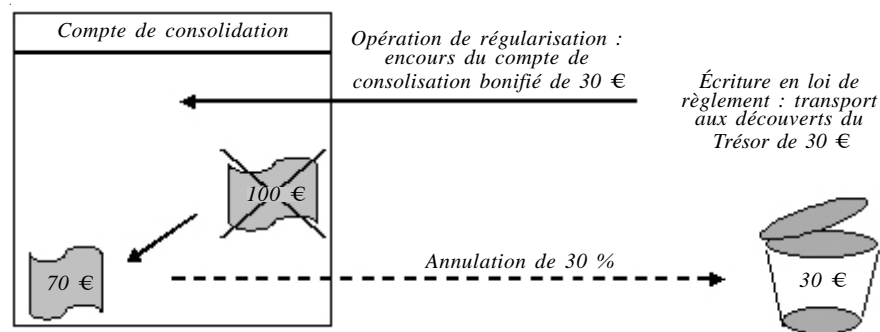 Compte de consolidation
Opération de régularisation :
encours du compte de
consolisation bonifié de 30 €
Écriture en loi de
règlement : transport
aux découverts du
Trésor de 30 €
100 €
70 €
Annulation de 30 %
30 €